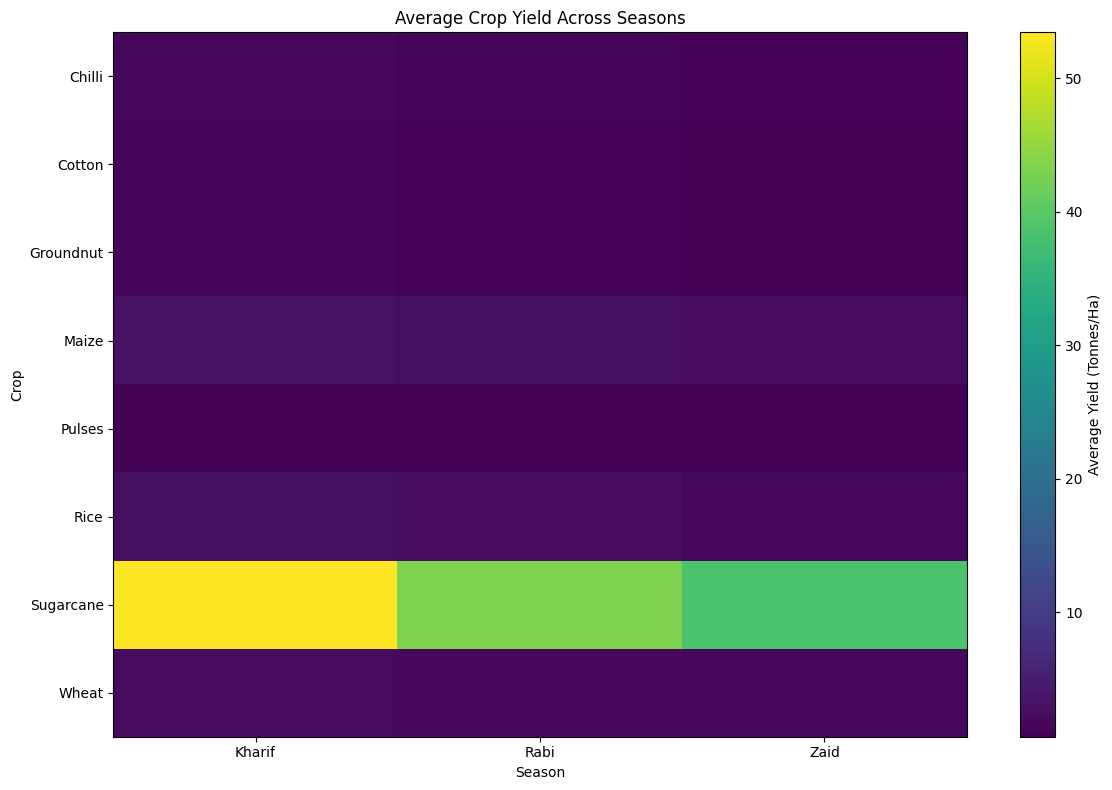 Average Crop Yield Across Seasons
Crop
Chilli
Cotton
Groundnut
Maize
Pulses
Rice
Sugarcane
Wheat
Kharif
Rabi
Zaid
Season
50
40
30
20
10
Average Yield (Tonnes/Ha)